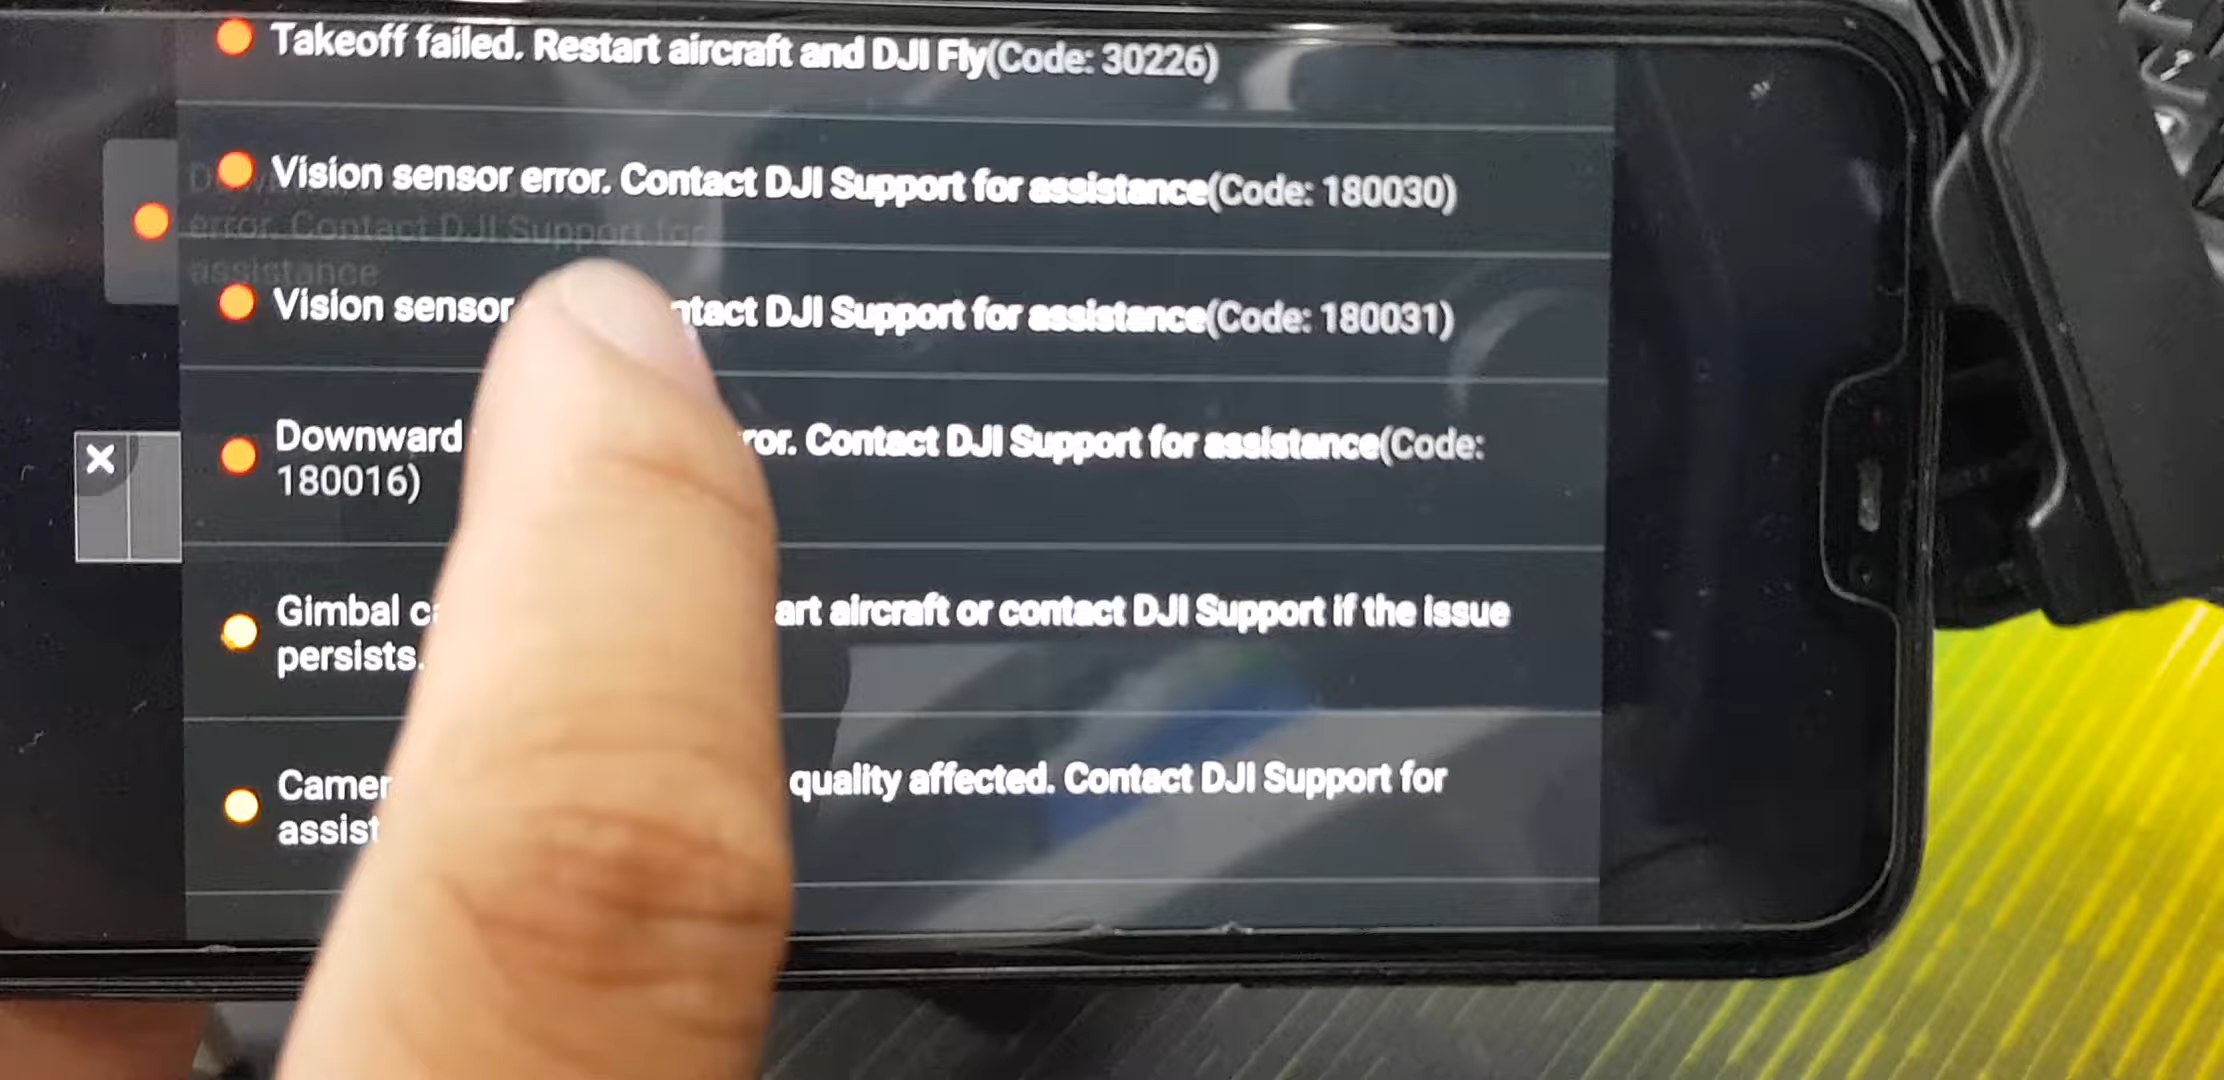 Takeoff failed. Restart aircraft and DJI Fly(Code: 30226)
Vision sensor error. Contact DJI Support for assistance(Code: 180030)
error. Contact DJI Support for
assistance
Vision sensor ntact DJI Support for assistance(Code: 180031)
Downward ror. Contact DJI Support for assistance(Code:
180016)
Gimbal art aircraft or contact DJI Support if the issue
persists.
Camer quality affected. Contact DJI Support for
assist